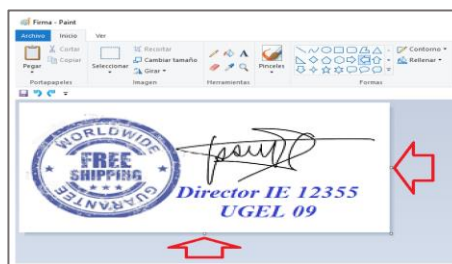 Firma - Paint
Archivo Inicio Ver
Pegar
Cortar
Copiar
Portapapeles
Seleccionar
Recortar
Cambiar tamaño
Girar
Imagen
A
Herramientas
Pinceles
Formas
Contorno
Rellenar
WORLDWIDE
FREE
SHIPPING
GUARANTEE
Director IE 12355
UGEL 09